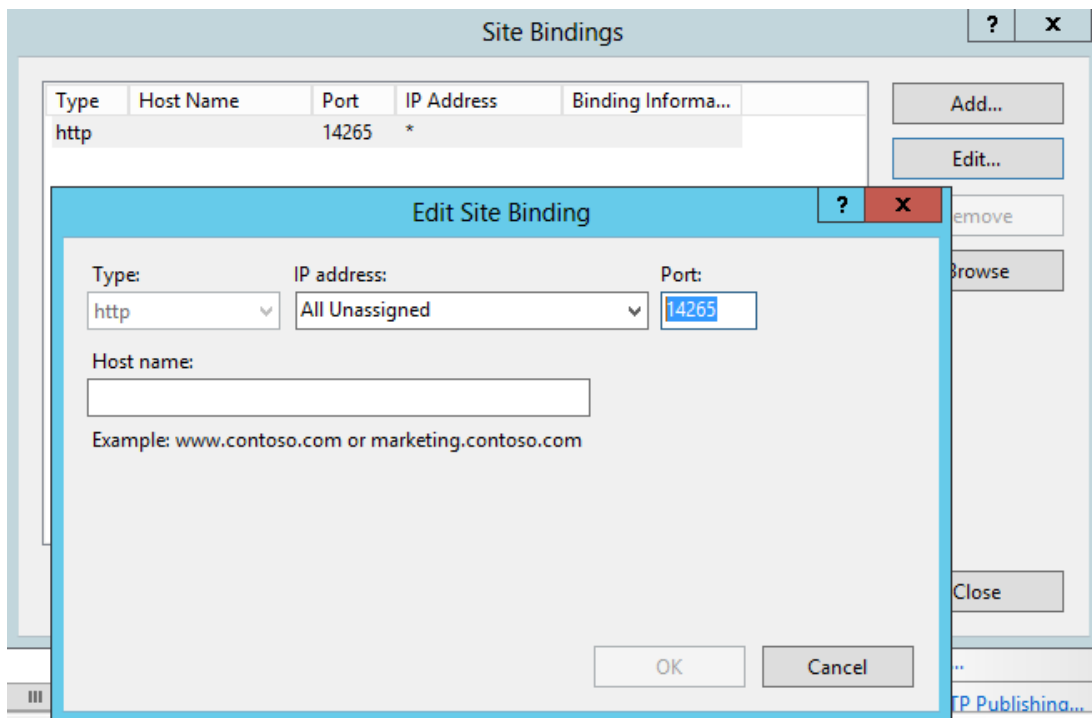 Site Bindings
? x
Type Host Name Port IP Address Binding Informa...
http 14265 *
Add...
Edit...
emove
Browse
Close
Edit Site Binding
? x
Type: IP address: Port:
http All Unassigned 14265
Host name:
Example: www.contoso.com or marketing.contoso.com
OK Cancel
...
TP Publishing...